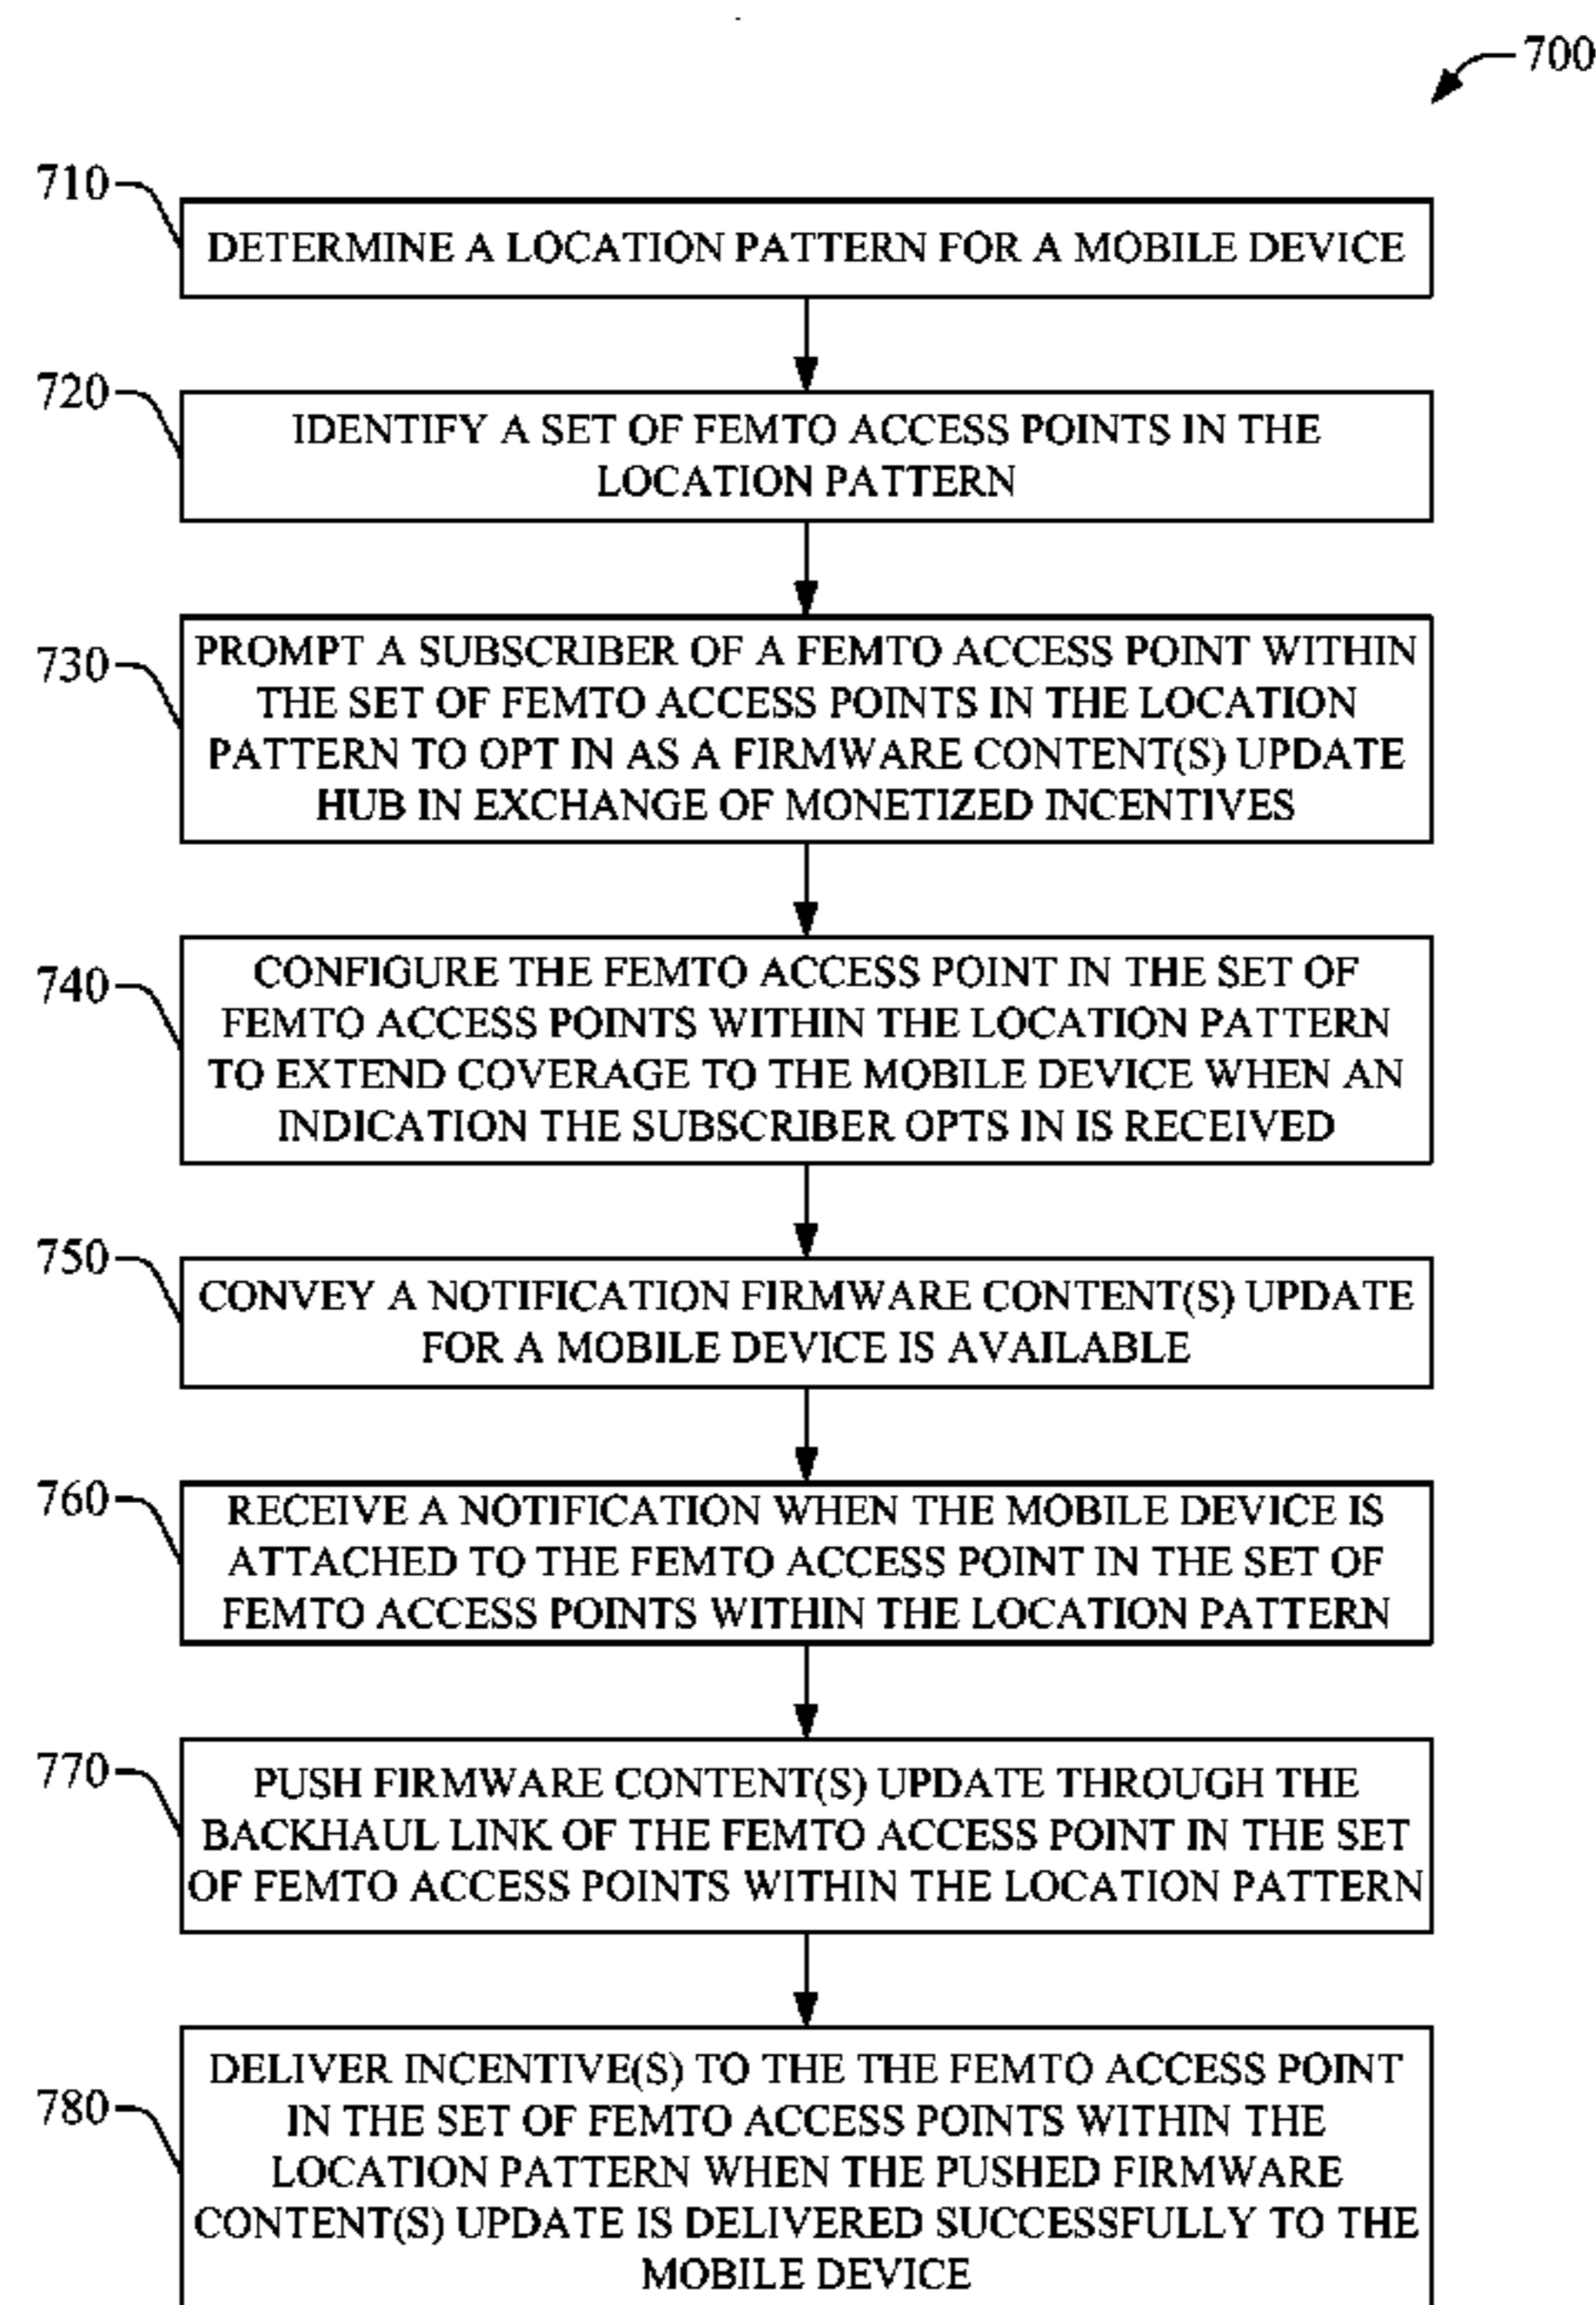 700
710
DETERMINE A LOCATION PATTERN FOR A MOBILE DEVICE
720
IDENTIFY A SET OF FEMTO ACCESS POINTS IN THE
LOCATION PATTERN
730
PROMPT A SUBSCRIBER OF A FEMTO ACCESS POINT WITHIN
THE SET OF FEMTO ACCESS POINTS IN THE LOCATION
PATTERN TO OPT IN AS A FIRMWARE CONTENT(S) UPDATE
HUB IN EXCHANGE OF MONETIZED INCENTIVES
740
CONFIGURE THE FEMTO ACCESS POINT IN THE SET OF
FEMTO ACCESS POINTS WITHIN THE LOCATION PATTERN
TO EXTEND COVERAGE TO THE MOBILE DEVICE WHEN AN
INDICATION THE SUBSCRIBER OPTS IN IS RECEIVED
750
CONVEY A NOTIFICATION FIRMWARE CONTENT(S) UPDATE
FOR A MOBILE DEVICE IS AVAILABLE
760
RECEIVE A NOTIFICATION WHEN THE MOBILE DEVICE IS
ATTACHED TO THE FEMTO ACCESS POINT IN THE SET OF
FEMTO ACCESS POINTS WITHIN THE LOCATION PATTERN
770
PUSH FIRMWARE CONTENT(S) UPDATE THROUGH THE
BACKHAUL LINK OF THE FEMTO ACCESS POINT IN THE SET
OF FEMTO ACCESS POINTS WITHIN THE LOCATION PATTERN
780
DELIVER INCENTIVE(S) TO THE THE FEMTO ACCESS POINT
IN THE SET OF FEMTO ACCESS POINTS WITHIN THE
LOCATION PATTERN WHEN THE PUSHED FIRMWARE
CONTENT(S) UPDATE IS DELIVERED SUCCESSFULLY TO THE
MOBILE DEVICE